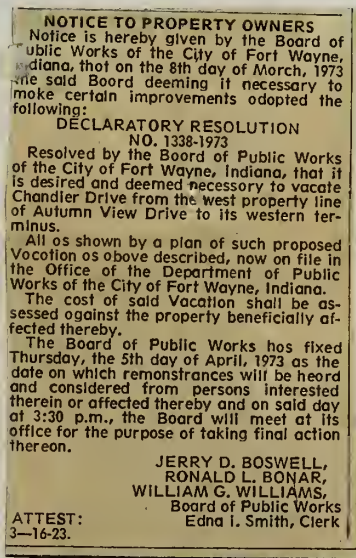 NOTICE TO PROPERTY OWNERS
Notice is hereby given by the Board of
ublic Works of the City of Fort Wayne,
ndiana, thot on the 8th day of March, 1973
he said Boord deeming it necessary to
moke certain improvements odopted the
following:
DECLARATORY RESOLUTION
NO. 1338-1973
Resolved by the Board of Public Works
of the City of Fort Wayne, Indiana, that it
is desired and deemed necessary to vacate
Chandler Drive from the west property line
of Autumn View Drive to its western ter-
minus.
All os shown by a plan of such proposed
Vocotion os obove described, now on file in
the Office of the Department of Public
Works of the City of Fort Wayne, Indiana.
The cost of said Vacation shall be as-
sessed ogainst the property beneficially af-
fected thereby.
The Board of Public Works hos fixed
Thursday, the 5th day of April, 1973 as the
date on which remonstrances will be heord
and considered from persons interested
therein or affected thereby and on said day
at 3:30 p.m., the Board will meet at its
office for the purpose of taking final action
thereon.
JERRY D. BOSWELL,
RONALD L. BONAR,
WILLIAM G. WILLIAMS,
Board of Public Works
ATTEST: Edna I. Smith, Clerk
3—16-23.